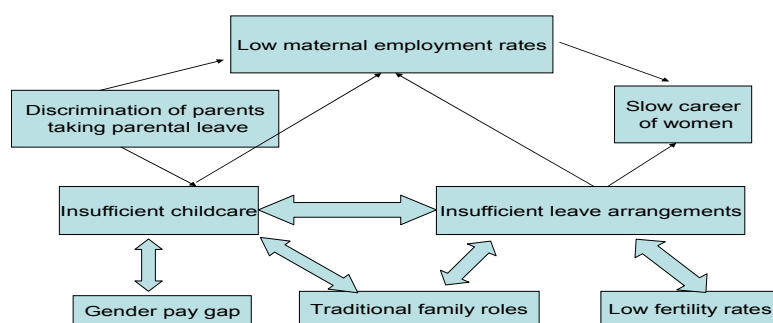 Low maternal employment rates
Discrimination of parents
taking parental leave
Slow career
of women
Insufficient childcare
Insufficient leave arrangements
Gender pay gap
Traditional family roles
Low fertility rates